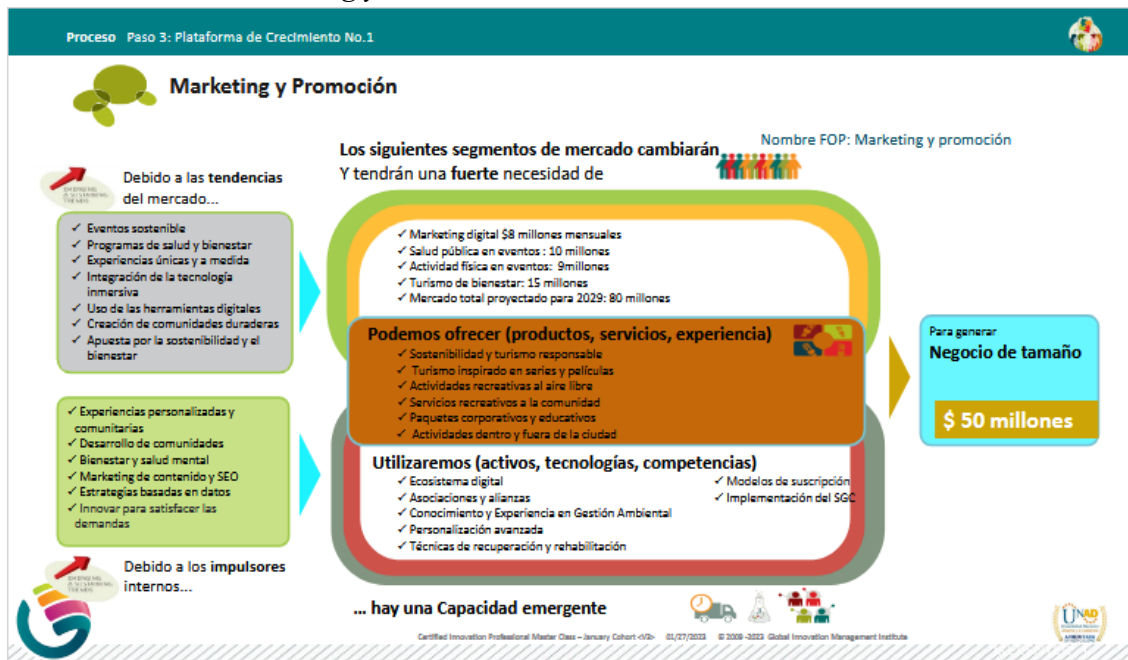 Proceso Paso 3: Plataforma de Crecimiento No.1
Marketing y Promoción
Nombre FOP: Marketing y promoción
Los siguientes segmentos de mercado cambiarán
Y tendrán una fuerte necesidad de
Debido a las tendencias
del mercado...
✓ Eventos sostenible
✓ Programas de salud y bienestar
✓ Experiencias únicas y a medida
✓ Integración de la tecnología
inmersiva
✓ Uso de las herramientas digitales
✓ Creación de comunidades duraderas
✓ Apuesta por la sostenibilidad y el
bienestar
✓ Experiencias personalizadas y
comunitarias
✓ Desarrollo de comunidades
✓ Bienestar y salud mental
✓ Marketing de contenido y SEO
✓ Estrategias basadas en datos
✓ Innovar para satisfacer las
demandas
Debido a los impulsores
internos...
✓ Marketing digital $8 millones mensuales
✓ Salud pública en eventos : 10 millones
✓ Actividad física en eventos: 9millones
✓ Turismo de bienestar: 15 millones
✓ Mercado total proyectado para 2029: 80 millones
Podemos ofrecer (productos, servicios, experiencia)
✓ Sostenibilidad y turismo responsable
✓ Turismo inspirado en series y películas
✓ Actividades recreativas al aire libre
✓ Servicios recreativos a la comunidad
✓ Paquetes corporativos y educativos
✓ Actividades dentro y fuera de la ciudad
Utilizaremos (activos, tecnologías, competencias)
✓ Ecosistema digital
✓ Asociaciones y alianzas
✓ Conocimiento y Experiencia en Gestión Ambiental
✓ Personalización avanzada
✓ Técnicas de recuperación y rehabilitación
✓ Modelos de suscripción
✓ Implementación del SGC
Para generar
Negocio de tamaño
$ 50 millones
... hay una Capacidad emergente
Certified Innovation Professional Master Class – January Cohort <V3> 01/27/2023 © 2009 -2023 Global Innovation Management Institute
UNAD